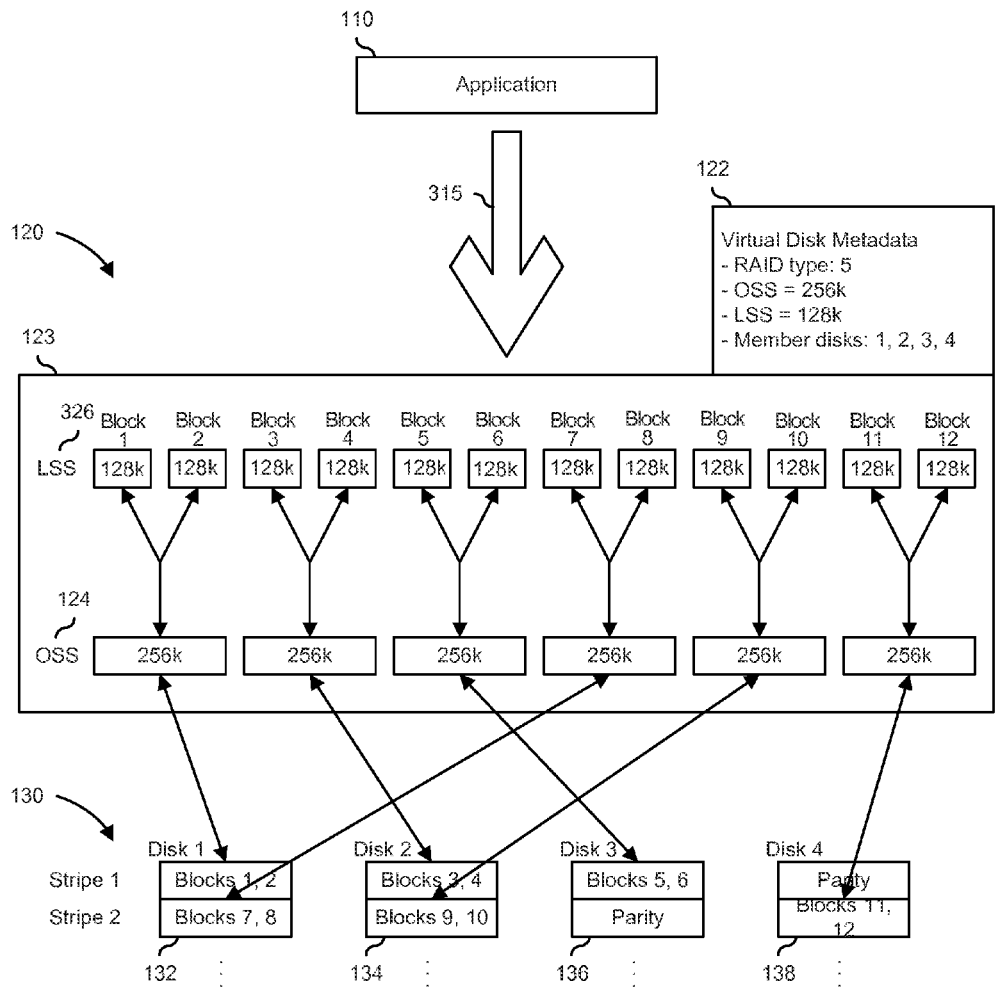 110
Application
315
122
120
Virtual Disk Metadata
- RAID type: 5
- OSS = 256k
- LSS = 128k
- Member disks: 1, 2, 3, 4
123
326
Block 1 Block 2 Block 3 Block 4 Block 5 Block 6 Block 7 Block 8 Block 9 Block 10 Block 11 Block 12
LSS 128k 128k 128k 128k 128k 128k 128k 128k 128k 128k 128k 128k
124
OSS 256k 256k 256k 256k 256k 256k
130
Disk 1 Disk 2 Disk 3 Disk 4
Stripe 1 Blocks 1, 2 Blocks 3, 4 Blocks 5, 6 Parity
Stripe 2 Blocks 7, 8 Blocks 9, 10 Parity Blocks 11, 12
132 134 136 138